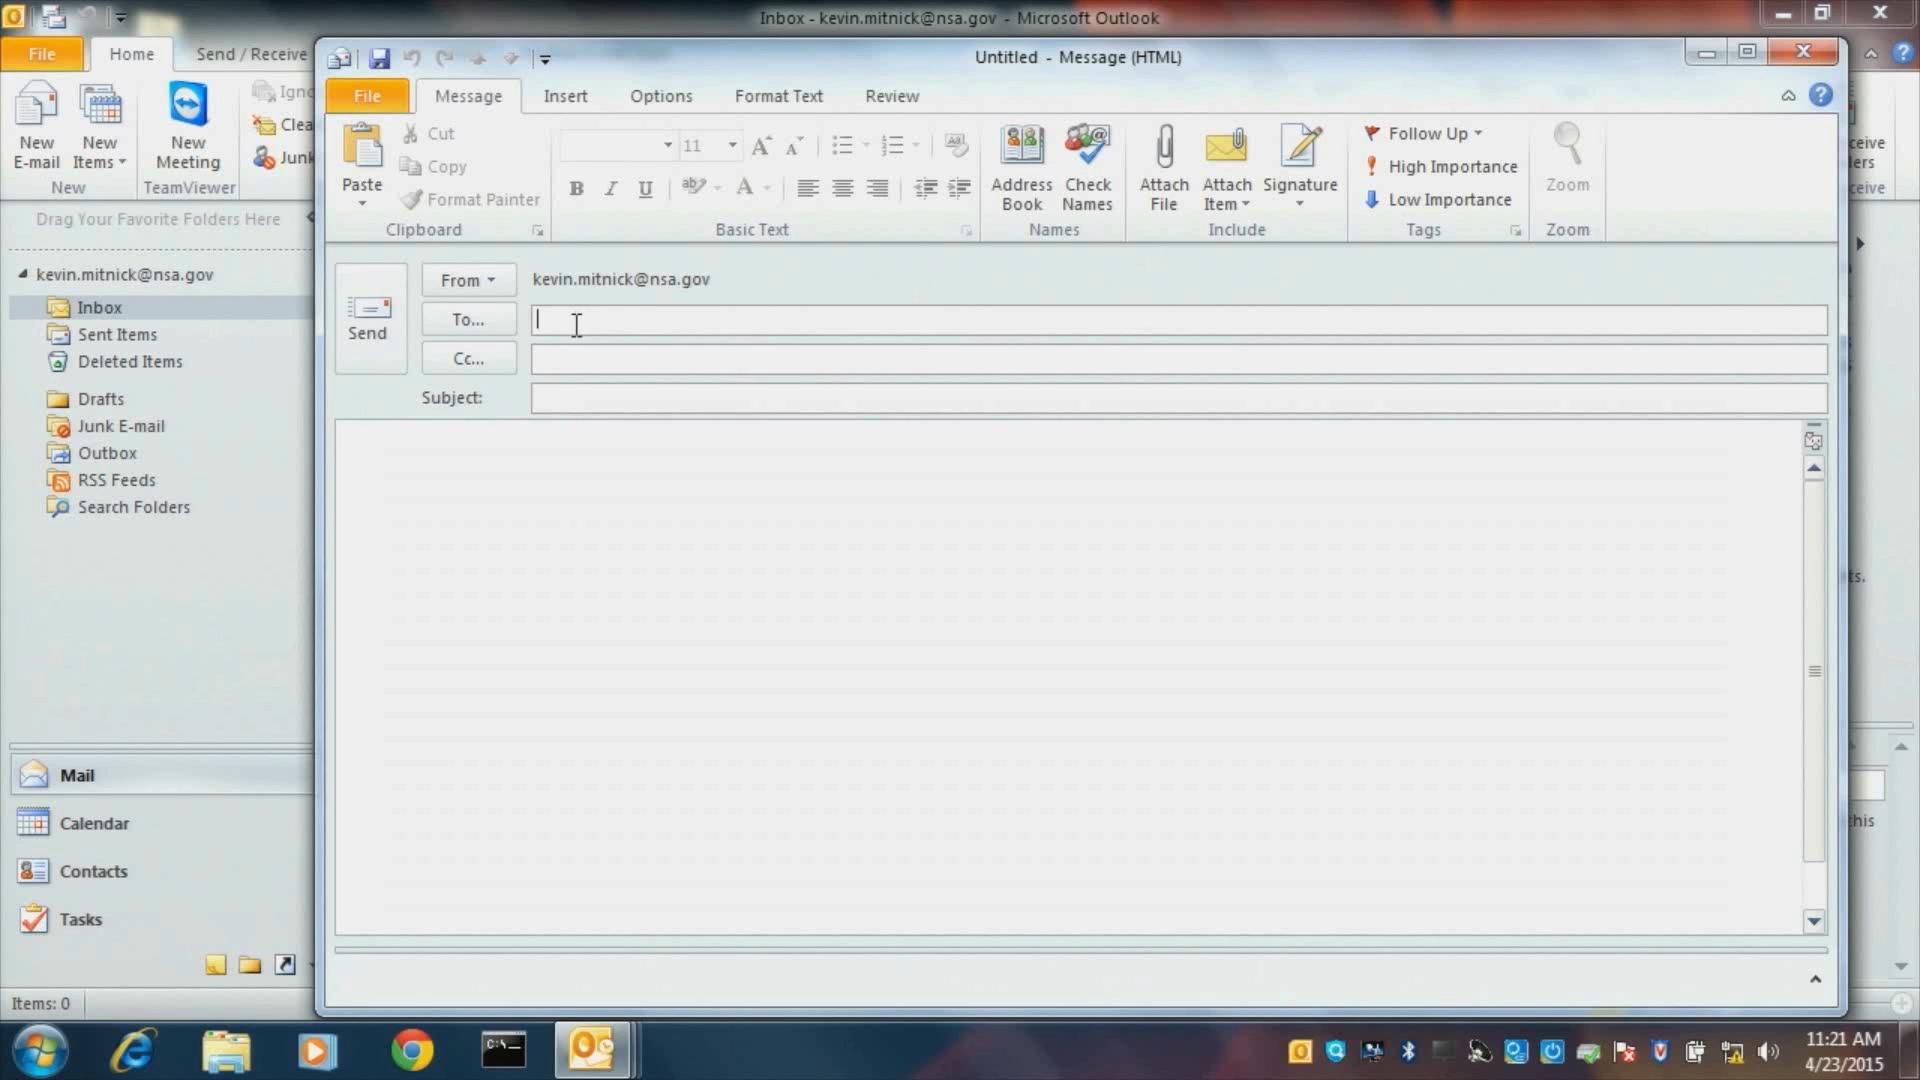 Inbox - kevin.mitnick@nsa.gov - Microsoft Outlook
File Home Send / Receive
New E-mail
New Items
New Meeting
New
TeamViewer
Untitled - Message (HTML)
File Message Insert Options Format Text Review
Paste
Cut
Copy
Format Painter
Clipboard
11
B I U
Basic Text
Address Book
Check Names
Names
Attach File
Attach Item
Signature
Include
Follow Up
High Importance
Low Importance
Tags
Zoom
Zoom
Drag Your Favorite Folders Here
kevin.mitnick@nsa.gov
Inbox
Sent Items
Deleted Items
Drafts
Junk E-mail
Outbox
RSS Feeds
Search Folders
Mail
Calendar
Contacts
Tasks
Items: 0
Send
From kevin.mitnick@nsa.gov
To...
Cc...
Subject:
C:\
11:21 AM
4/23/2015